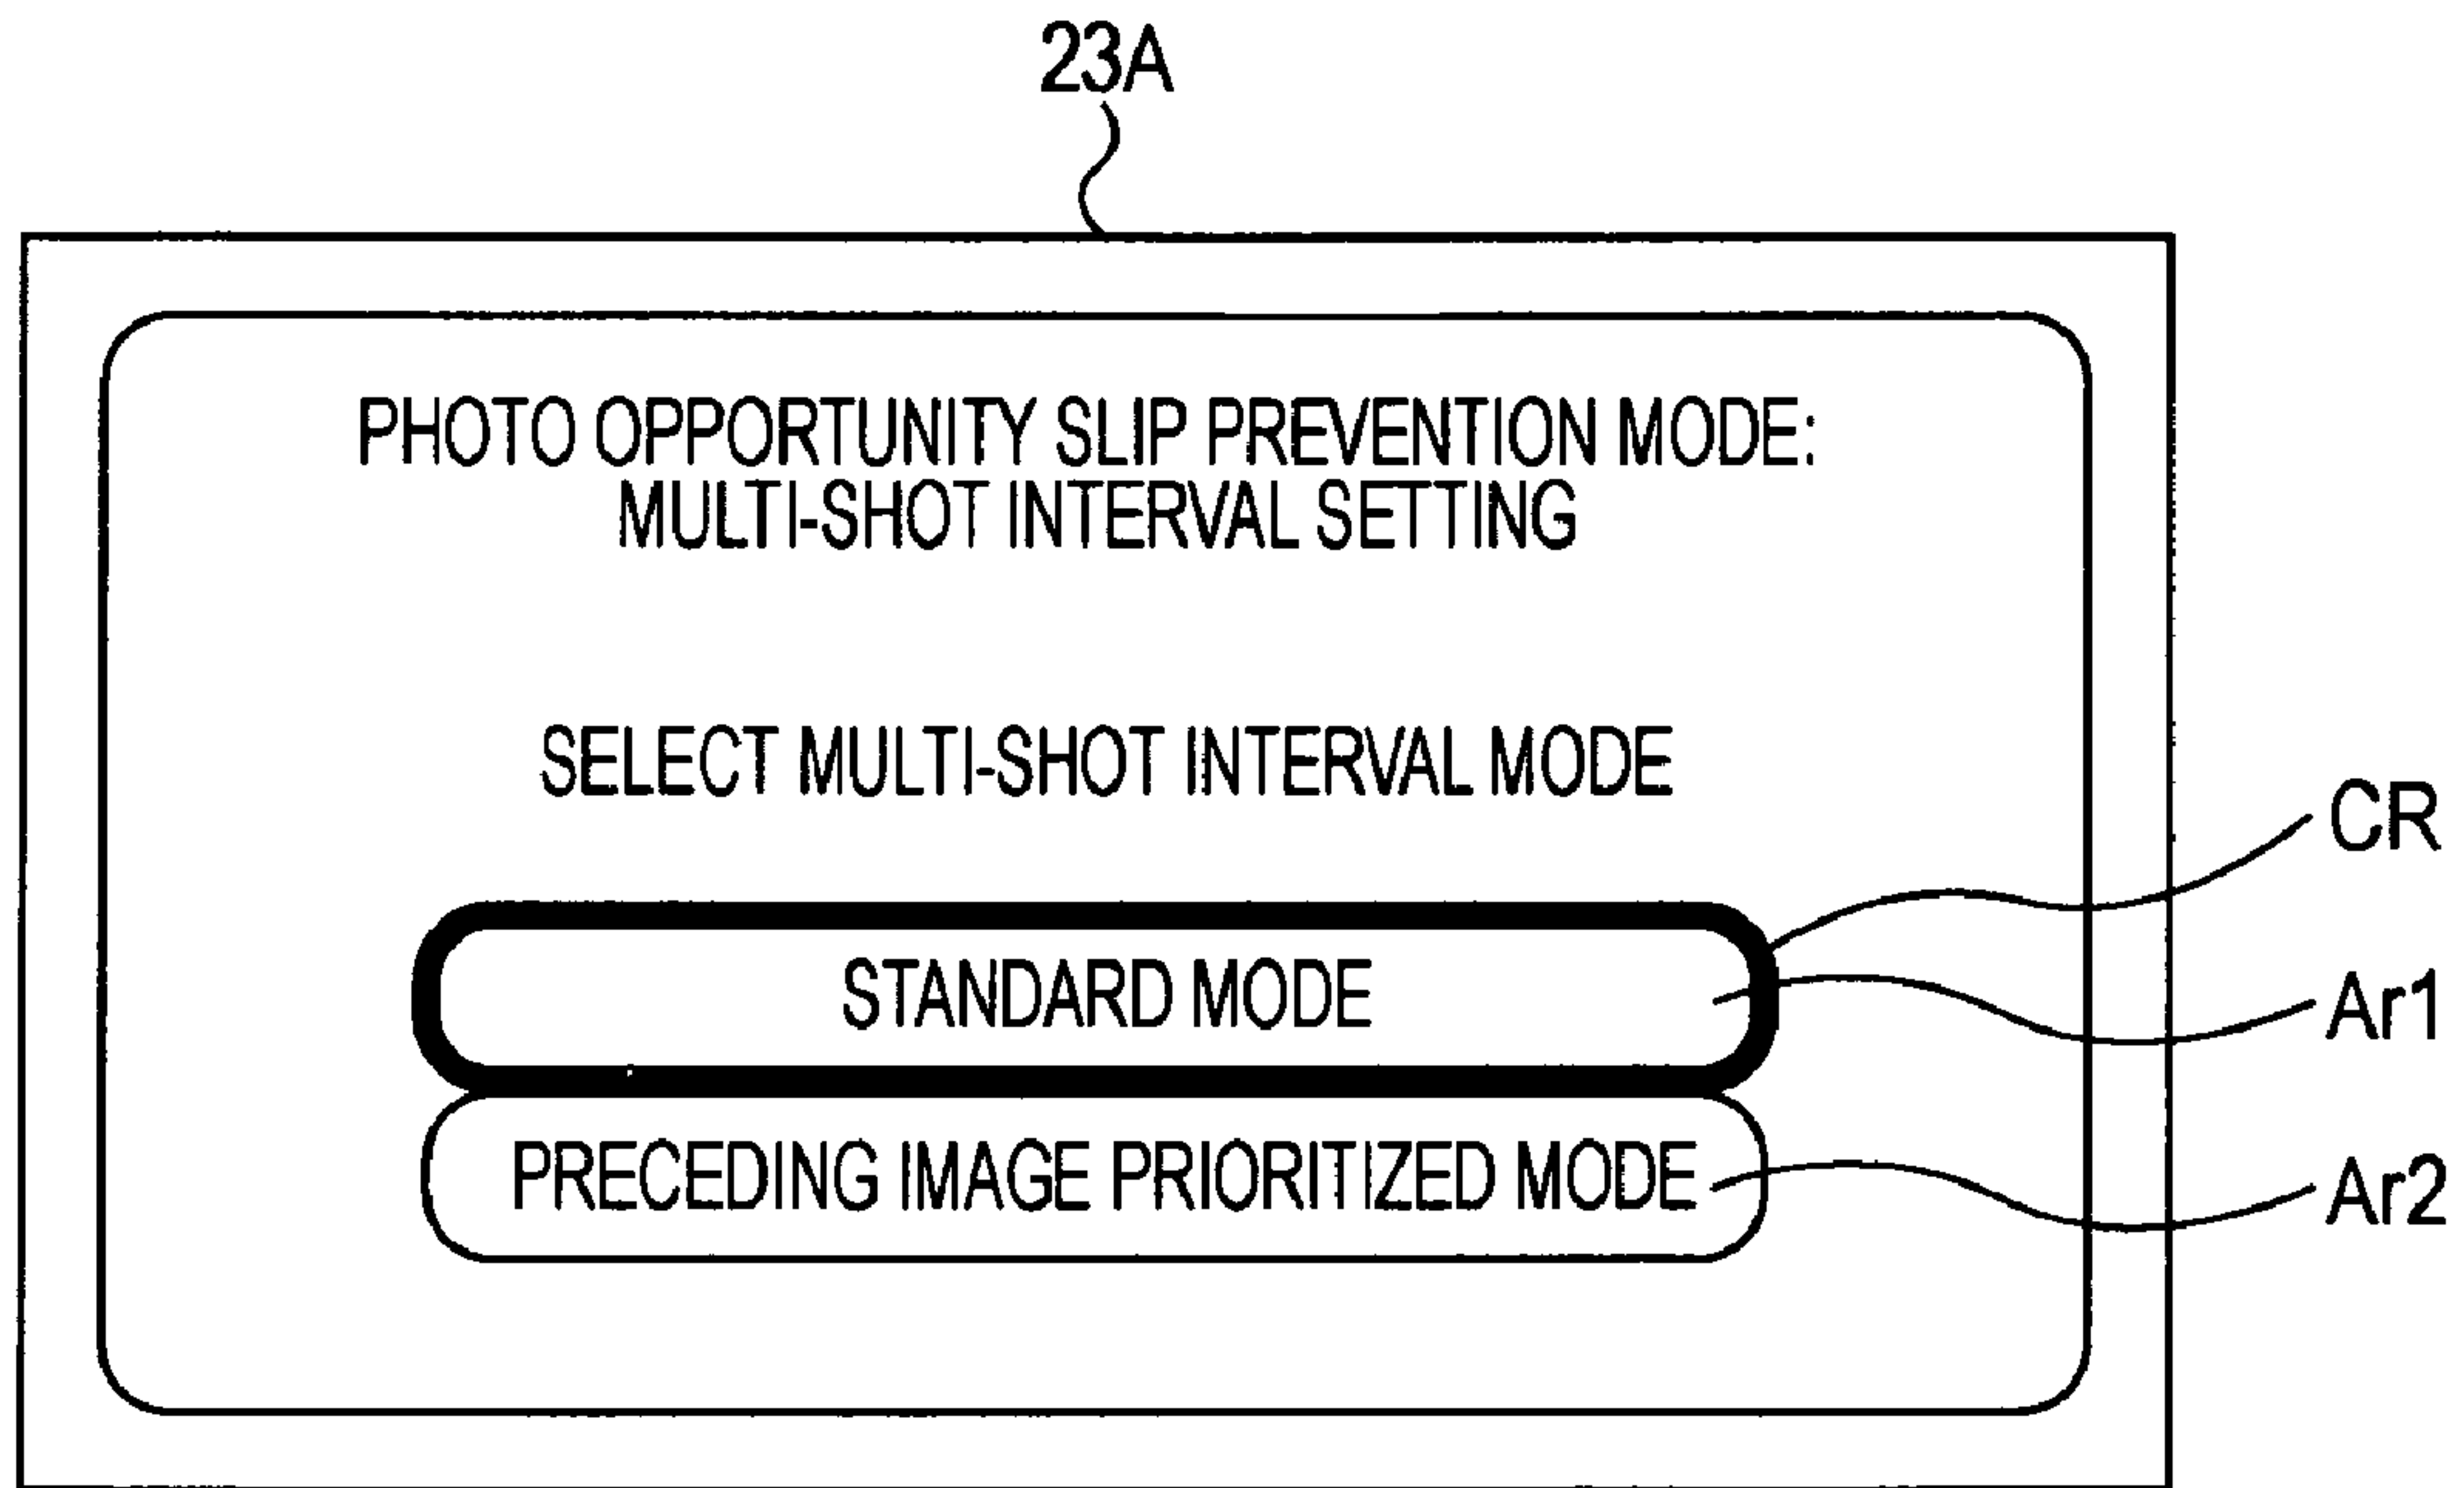 23A
PHOTO OPPORTUNITY SLIP PREVENTION MODE:
MULTI-SHOT INTERVAL SETTING
SELECT MULTI-SHOT INTERVAL MODE
CR
STANDARD MODE
Ar1
PRECEDING IMAGE PRIORITIZED MODE
Ar2